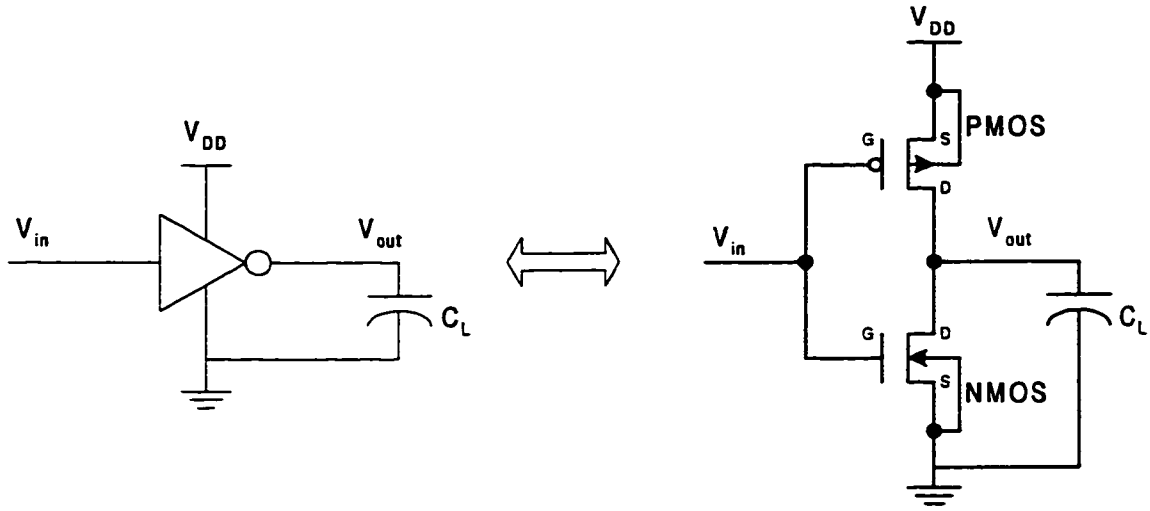 V_DD
V_in
V_out
C_L
V_DD
G
S
PMOS
D
V_in
V_out
G
D
S
NMOS
C_L